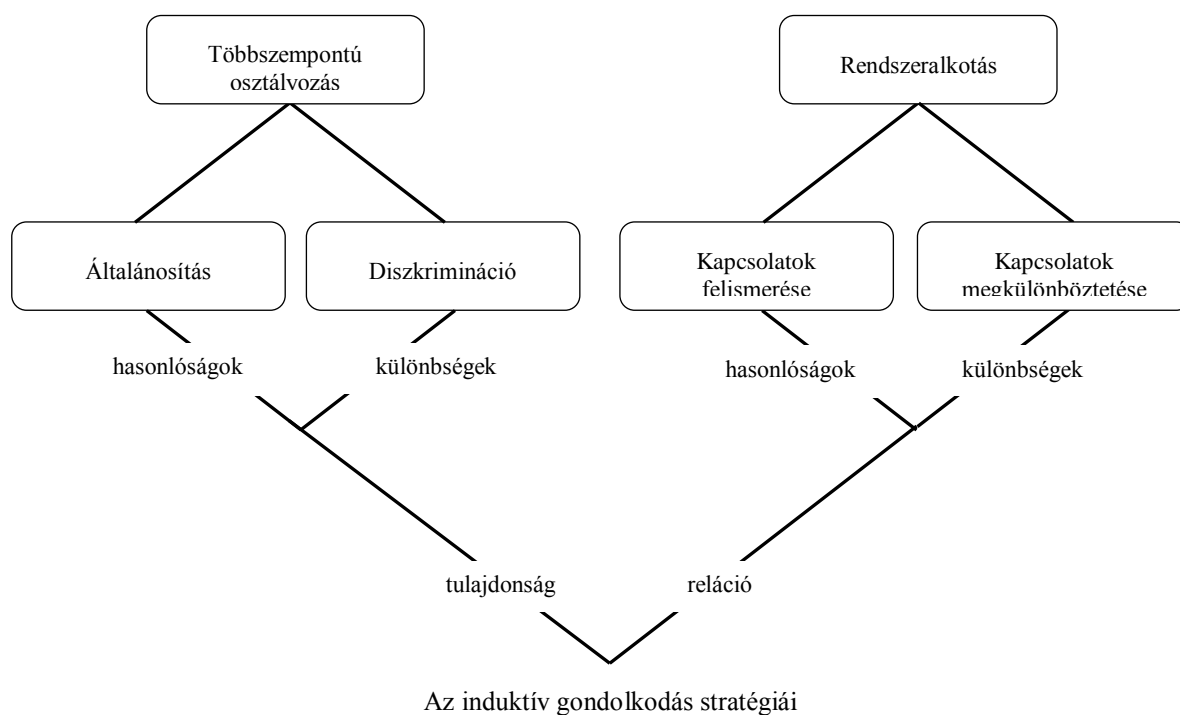 Többszempontú
osztályozás
Rendszeralkotás
Általánosítás
Diszkrimináció
Kapcsolatok
felismerése
Kapcsolatok
megkülönböztetése
hasonlóságok
különbségek
hasonlóságok
különbségek
tulajdonság
reláció
Az induktív gondolkodás stratégiái